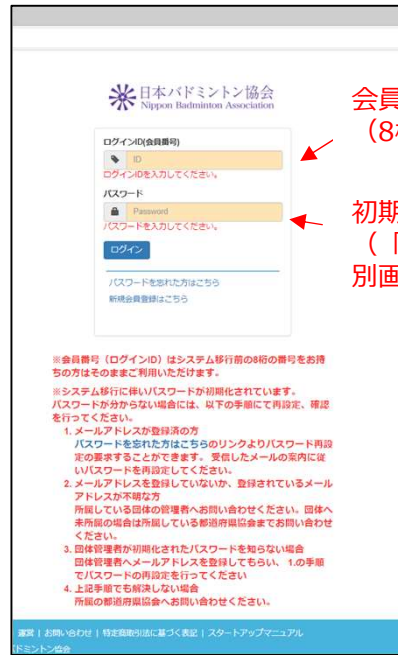 日本バドミントン協会
Nippon Badminton Association
ログインID(会員番号)
ID
ログインIDを入力してください。
パスワード
Password
パスワードを入力してください。
ログイン
パスワードを忘れた方はこちら
新規会員登録はこちら
会員
（8桁
初期
（「
別画
※会員番号（ログインID）はシステム移行前の8桁の番号をお持
ちの方はそのままご利用いただけます。
※システム移行に伴いパスワードが初期化されています。
パスワードが分からない場合には、以下の手順にて再設定、確認
を行ってください。
1. メールアドレスが登録済の方
パスワードを忘れた方はこちらのリンクよりパスワード再設
定の要求することができます。 受信したメールの案内に従
いパスワードを再設定してください。
2. メールアドレスを登録していないか、登録されているメール
アドレスが不明な方
所属している団体の管理者へお問い合わせください。団体へ
未所属の場合は所属している都道府県協会までお問い合わせ
ください。
3. 団体管理者が初期化されたパスワードを知らない場合
団体管理者へメールアドレスを登録してもらい、 1.の手順
でパスワードの再設定を行ってください
4. 上記手順でも解決しない場合
所属の都道府県協会へお問い合わせください。
運営 | お問い合わせ | 特定商取引法に基づく表記 | スタートアップマニュアル
ドミントン協会